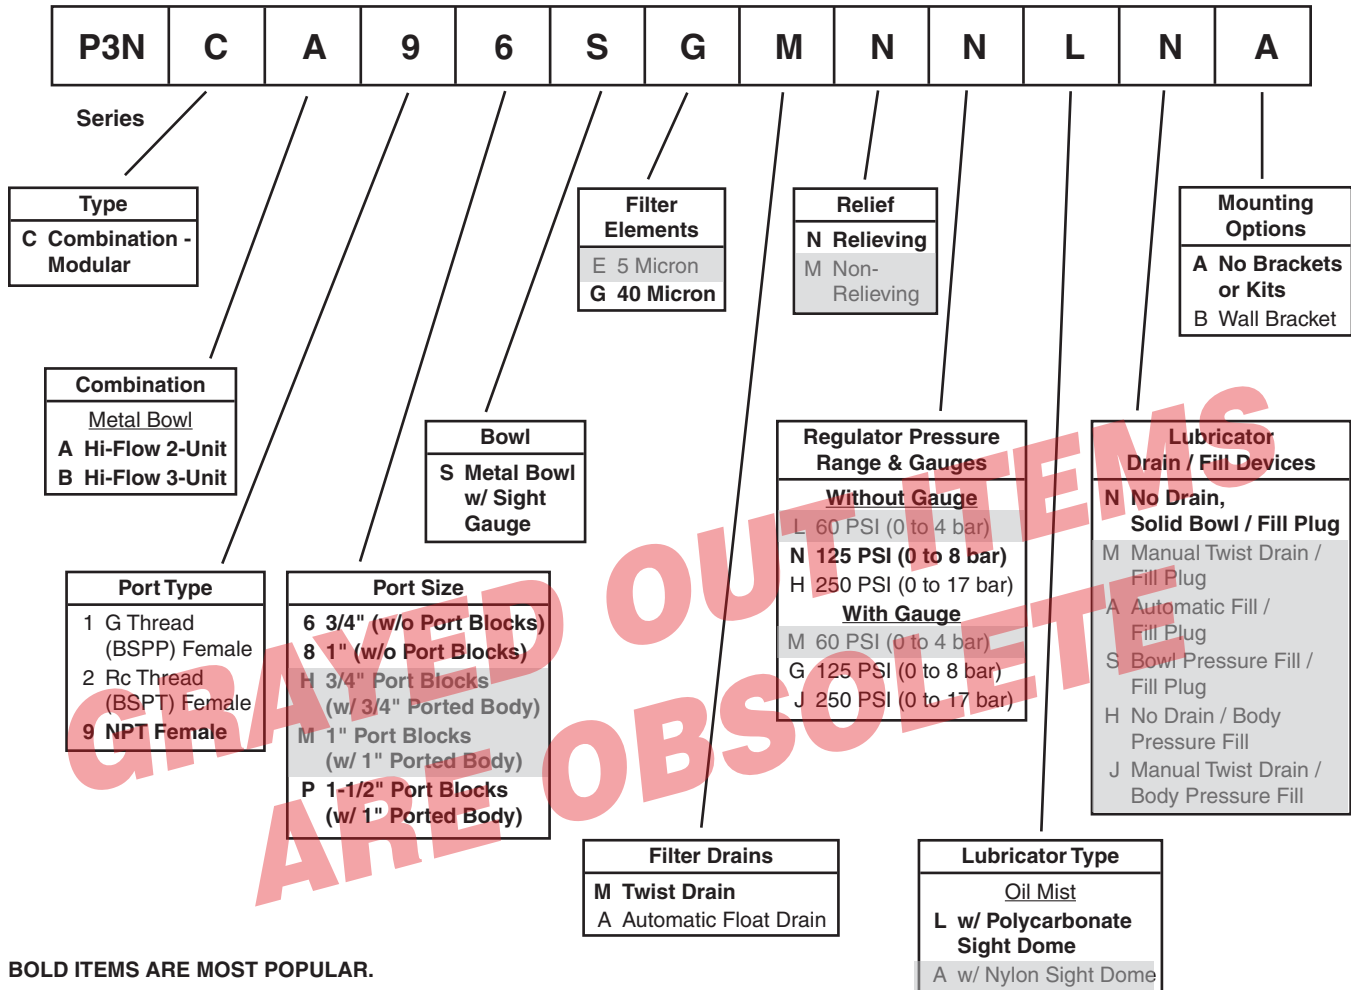 P3N C A 9 6 S G M N N L N A
Series
Type
C Combination -
Modular
Filter
Elements
E 5 Micron
G 40 Micron
Relief
N Relieving
M Non-
Relieving
Mounting
Options
A No Brackets
or Kits
B Wall Bracket
Combination
Metal Bowl
A Hi-Flow 2-Unit
B Hi-Flow 3-Unit
Bowl
S Metal Bowl
w/ Sight
Gauge
Regulator Pressure
Range & Gauges
Without Gauge
L 60 PSI (0 to 4 bar)
N 125 PSI (0 to 8 bar)
H 250 PSI (0 to 17 bar)
With Gauge
M 60 PSI (0 to 4 bar)
G 125 PSI (0 to 8 bar)
J 250 PSI (0 to 17 bar)
Lubricator
Drain / Fill Devices
N No Drain,
Solid Bowl / Fill Plug
M Manual Twist Drain /
Fill Plug
A Automatic Fill /
Fill Plug
S Bowl Pressure Fill /
Fill Plug
H No Drain / Body
Pressure Fill
J Manual Twist Drain /
Body Pressure Fill
Port Type
1 G Thread
(BSPP) Female
2 Rc Thread
(BSPT) Female
9 NPT Female
Port Size
6 3/4" (w/o Port Blocks)
8 1" (w/o Port Blocks)
H 3/4" Port Blocks
(w/ 3/4" Ported Body)
M 1" Port Blocks
(w/ 1" Ported Body)
P 1-1/2" Port Blocks
(w/ 1" Ported Body)
GRAYED OUT ITEMS
ARE OBSOLETE
Filter Drains
M Twist Drain
A Automatic Float Drain
Lubricator Type
Oil Mist
L w/ Polycarbonate
Sight Dome
A w/ Nylon Sight Dome
BOLD ITEMS ARE MOST POPULAR.